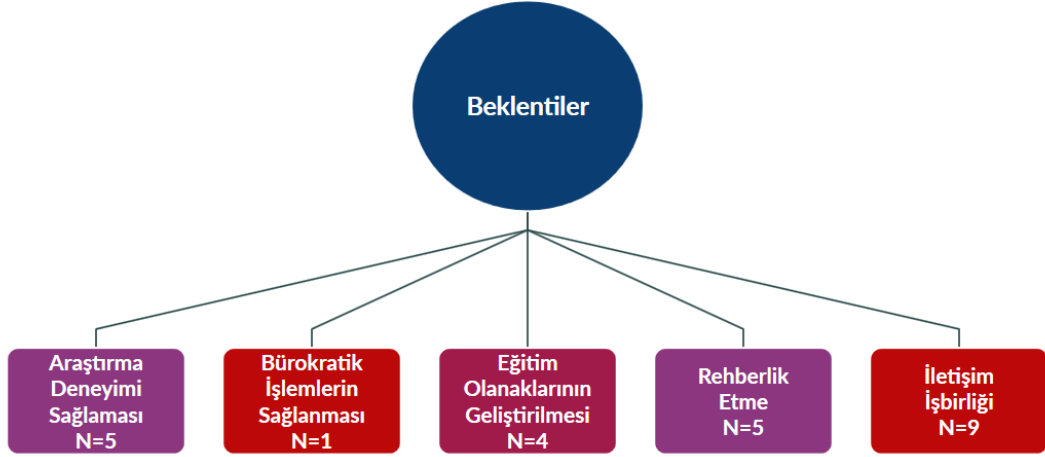 Beklentiler
Araştırma
Deneyimi
Sağlaması
N=5
Bürokratik
İşlemlerin
Sağlanması
N=1
Eğitim
Olanaklarının
Geliştirilmesi
N=4
Rehberlik
Etme
N=5
İletişim
İşbirliği
N=9